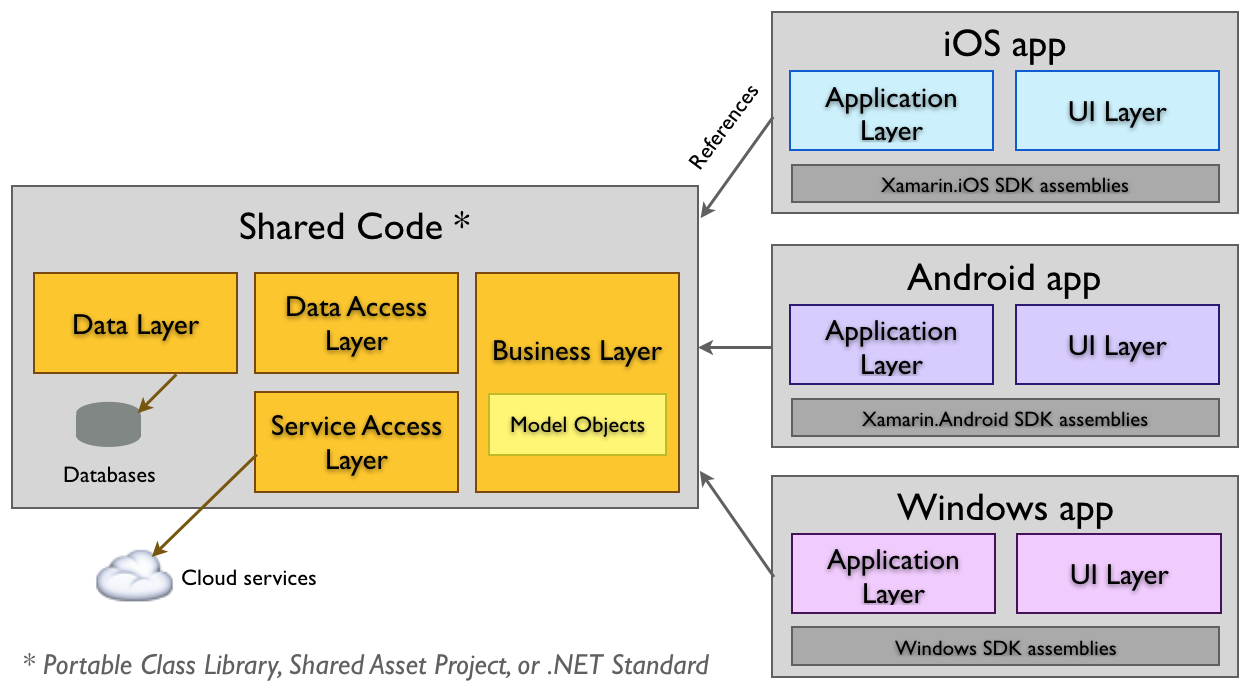 iOS app
Application
Layer
UI Layer
Xamarin.iOS SDK assemblies
References
Shared Code *
Data Layer
Data Access
Layer
Business Layer
Model Objects
Service Access
Layer
Databases
Cloud services
Android app
Application
Layer
UI Layer
Xamarin.Android SDK assemblies
Windows app
Application
Layer
UI Layer
Windows SDK assemblies
* Portable Class Library, Shared Asset Project, or .NET Standard